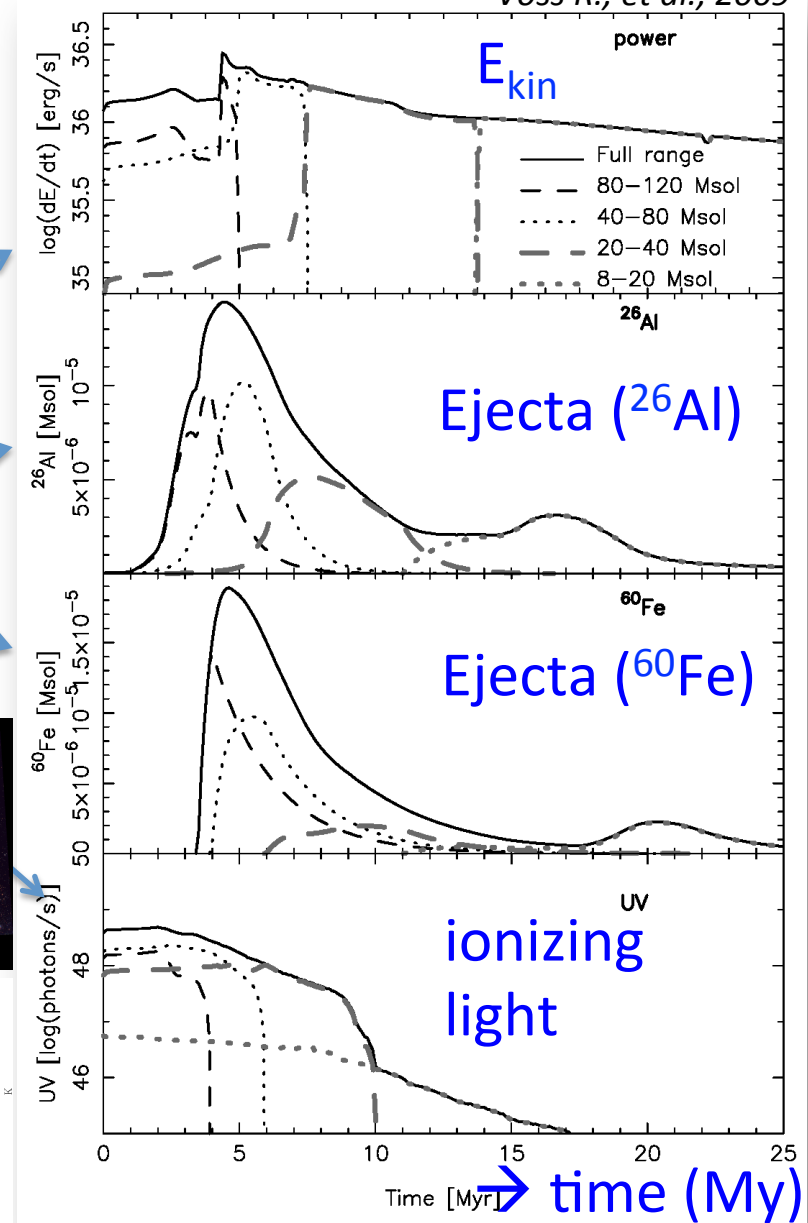 Voss R., et al., 2009
power
E kin
36.5
36
35.5
35
log(dE/dt) [erg/s]
Full range
80−120 Msol
40−80 Msol
20−40 Msol
8−20 Msol
²⁶Al
Ejecta (²⁶Al)
10⁻⁵
5×10⁻⁶
²⁶Al [Msol]
⁶⁰Fe
Ejecta (⁶⁰Fe)
1.5×10⁻⁵
10⁻⁵
5×10⁻⁶
50
⁶⁰Fe [Msol]
UV
ionizing
light
48
46
UV [log(photons/s)]
K
0 5 10 15 20 25
Time [Myr]
→ time (My)